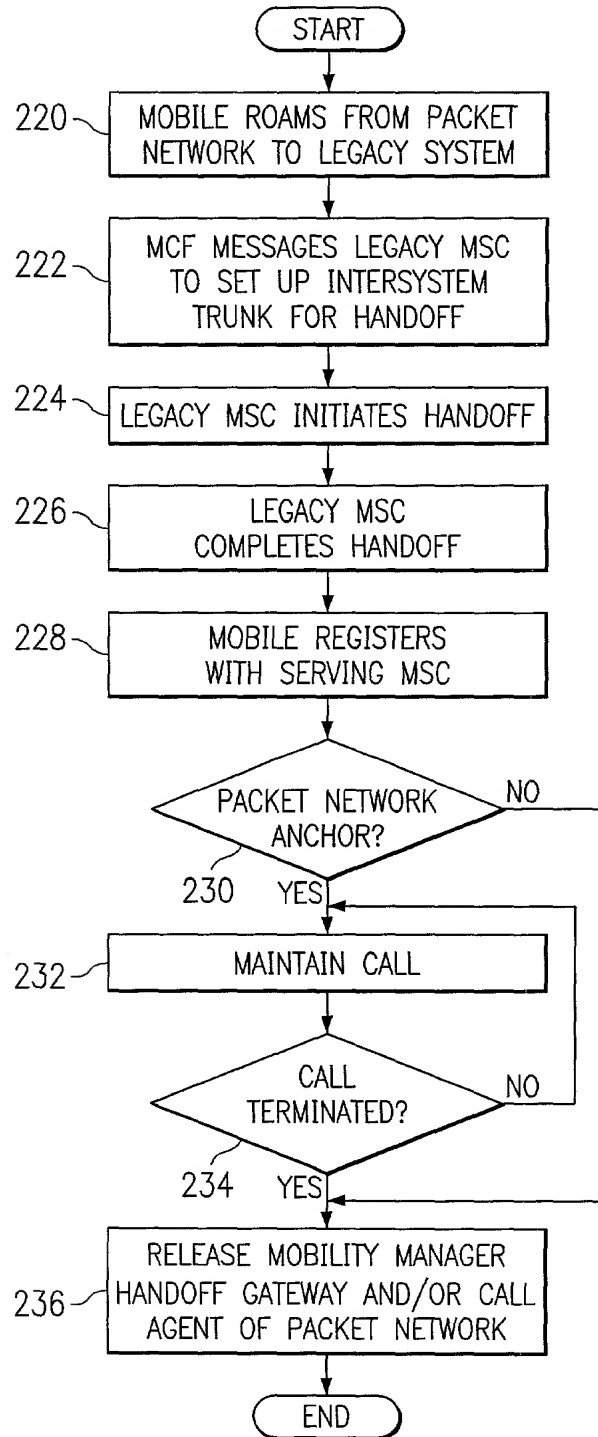 START
220
MOBILE ROAMS FROM PACKET
NETWORK TO LEGACY SYSTEM
222
MCF MESSAGES LEGACY MSC
TO SET UP INTERSYSTEM
TRUNK FOR HANDOFF
224
LEGACY MSC INITIATES HANDOFF
226
LEGACY MSC
COMPLETES HANDOFF
228
MOBILE REGISTERS
WITH SERVING MSC
PACKET NETWORK
ANCHOR?
NO
230
YES
232
MAINTAIN CALL
CALL
TERMINATED?
NO
234
YES
236
RELEASE MOBILITY MANAGER
HANDOFF GATEWAY AND/OR CALL
AGENT OF PACKET NETWORK
END